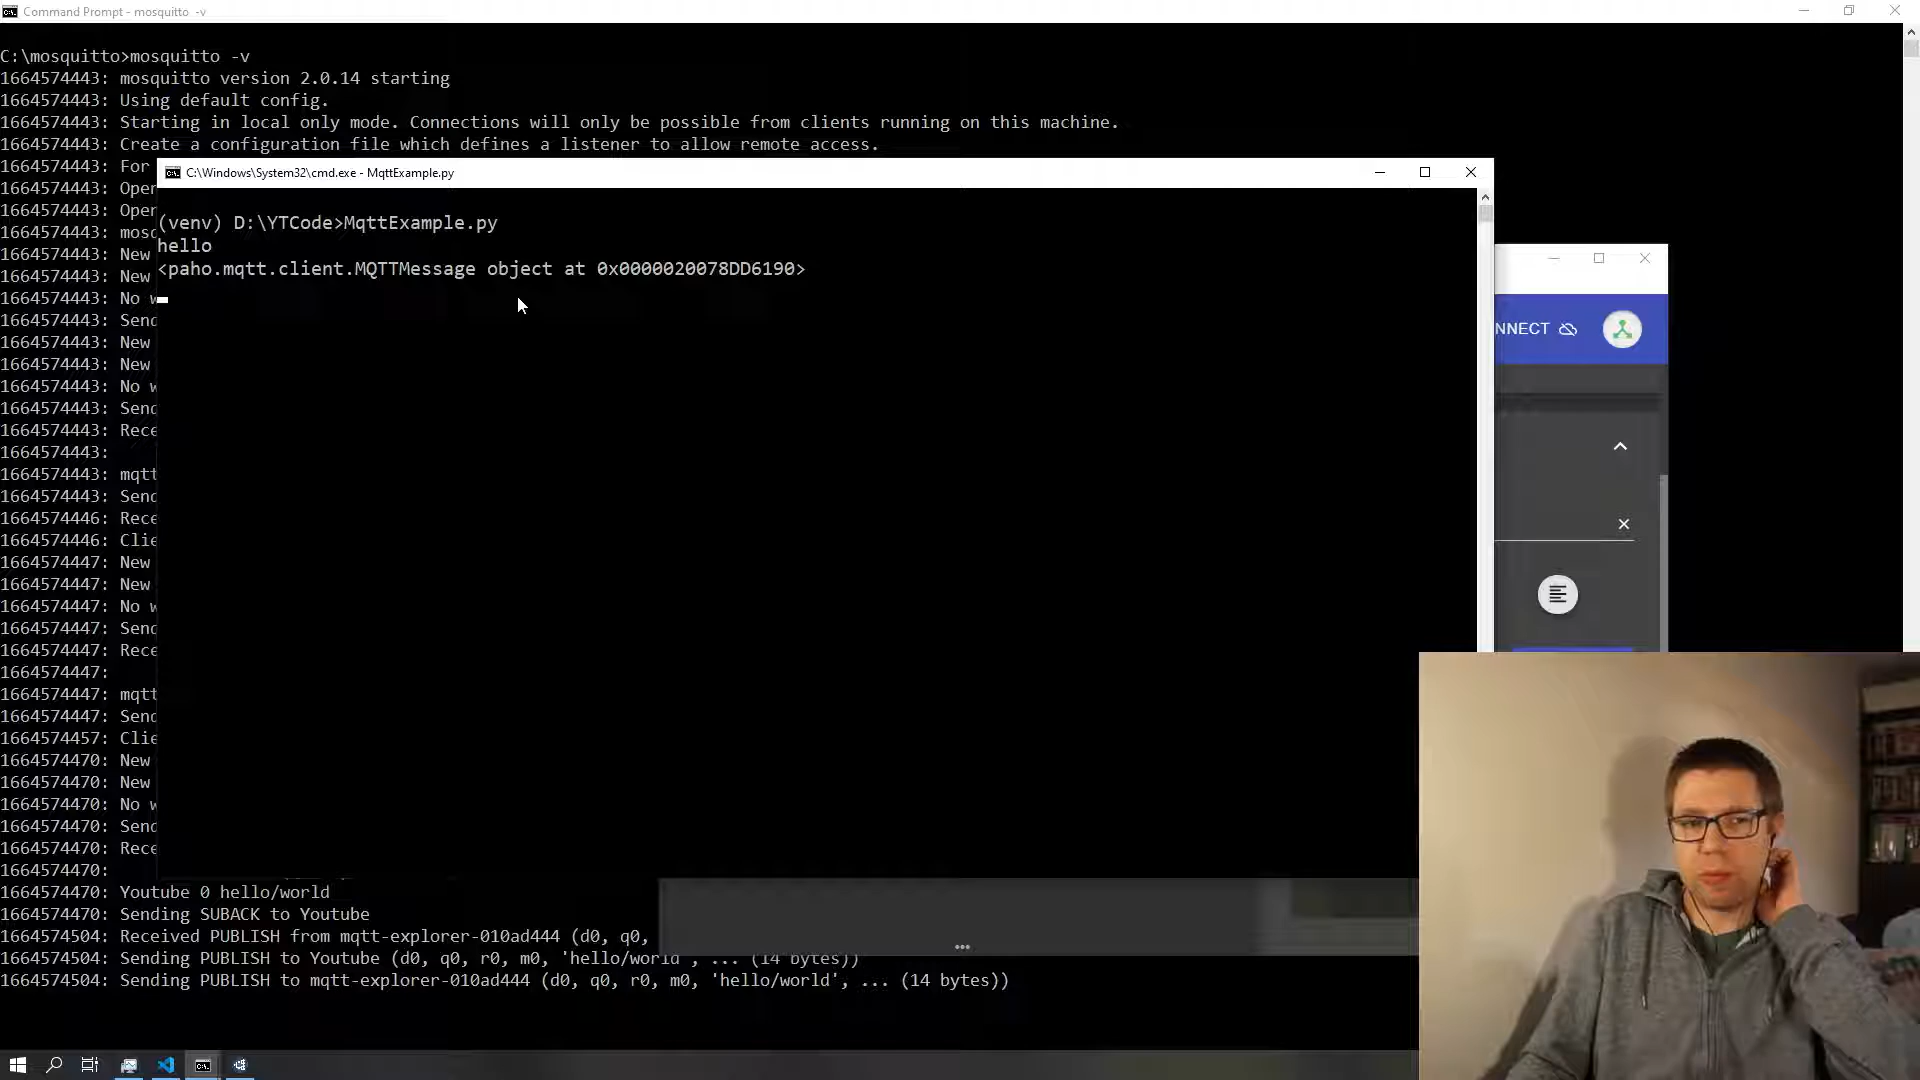 Command Prompt - mosquitto -v
C:\mosquitto>mosquitto -v
1664574443: mosquitto version 2.0.14 starting
1664574443: Using default config.
1664574443: Starting in local only mode. Connections will only be possible from clients running on this machine.
1664574443: Create a configuration file which defines a listener to allow remote access.
1664574443: For
C:\Windows\System32\cmd.exe - MqttExample.py
1664574443: Oper
1664574443: Oper
(venv) D:\YTCode>MqttExample.py
1664574443: mosq
hello
1664574443: New
<paho.mqtt.client.MQTTMessage object at 0x0000020078DD6190>
1664574443: New
1664574443: No w
1664574443: Send
NNECT
1664574443: New
1664574443: New
1664574443: No w
1664574443: Send
1664574443: Rece
1664574443:
1664574443: mqtt
1664574443: Send
1664574446: Rece
1664574446: Clie
1664574447: New
1664574447: New
1664574447: No w
1664574447: Send
1664574447: Rece
1664574447:
1664574447: mqtt
1664574447: Send
1664574457: Clie
1664574470: New
1664574470: New
1664574470: No w
1664574470: Send
1664574470: Rece
1664574470:
1664574470: Youtube 0 hello/world
1664574470: Sending SUBACK to Youtube
1664574504: Received PUBLISH from mqtt-explorer-010ad444 (d0, q0,
1664574504: Sending PUBLISH to Youtube (d0, q0, r0, m0, 'hello/world', ... (14 bytes))
1664574504: Sending PUBLISH to mqtt-explorer-010ad444 (d0, q0, r0, m0, 'hello/world', ... (14 bytes))